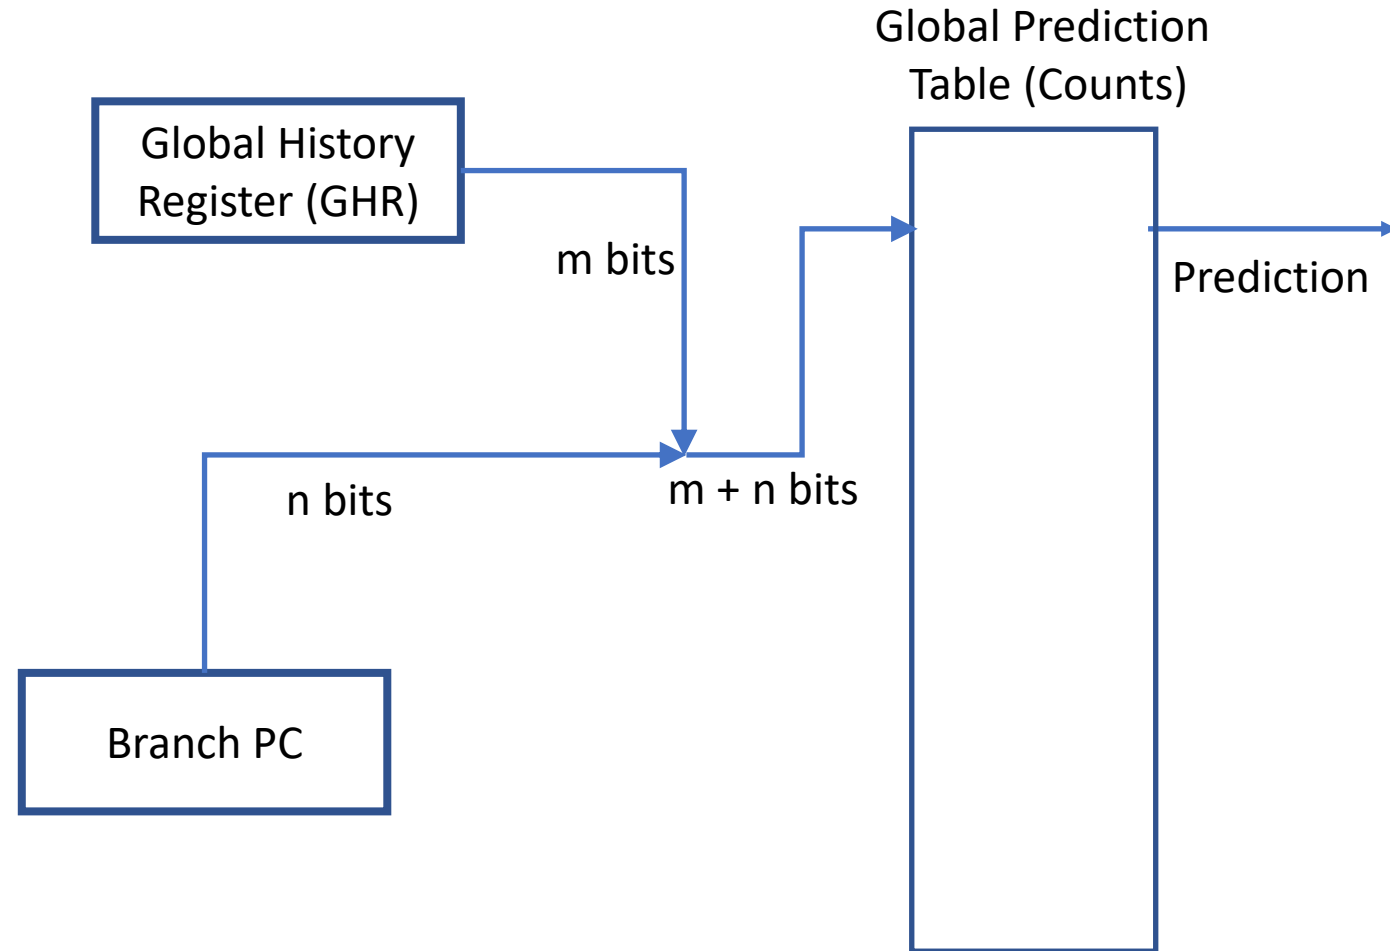 Global Prediction
Table (Counts)
Global History
Register (GHR)
m bits
Prediction
n bits
m + n bits
Branch PC